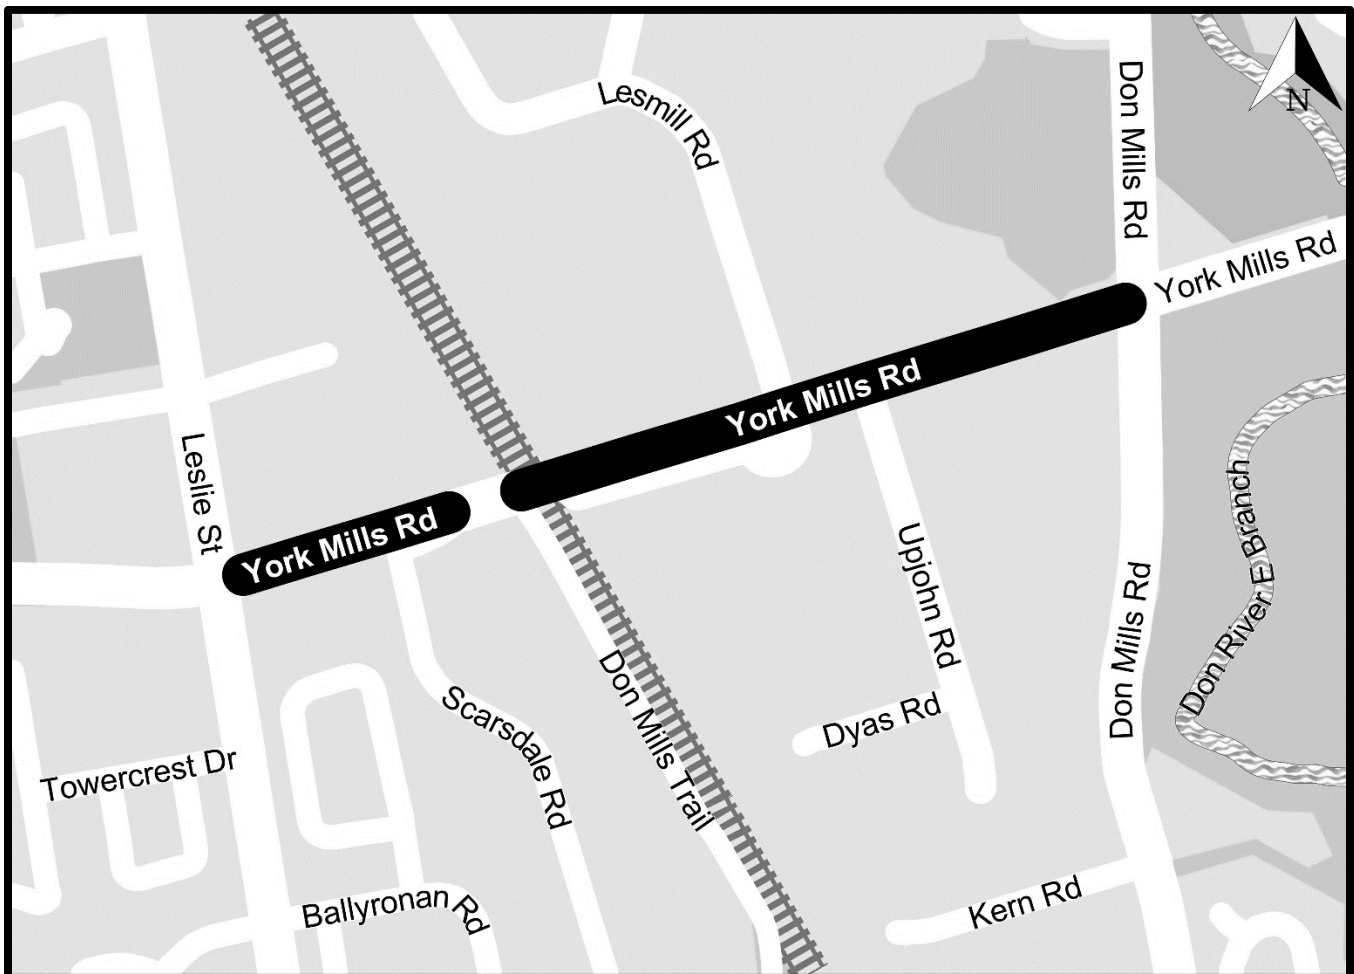 Lesmill Rd
Don Mills Rd
N
York Mills Rd
York Mills Rd
Leslie St
York Mills Rd
Don River E Branch
Upjohn Rd
Don Mills Rd
Scarsdale Rd
Don Mills Trail
Dyas Rd
Towercrest Dr
Ballyronan Rd
Kern Rd